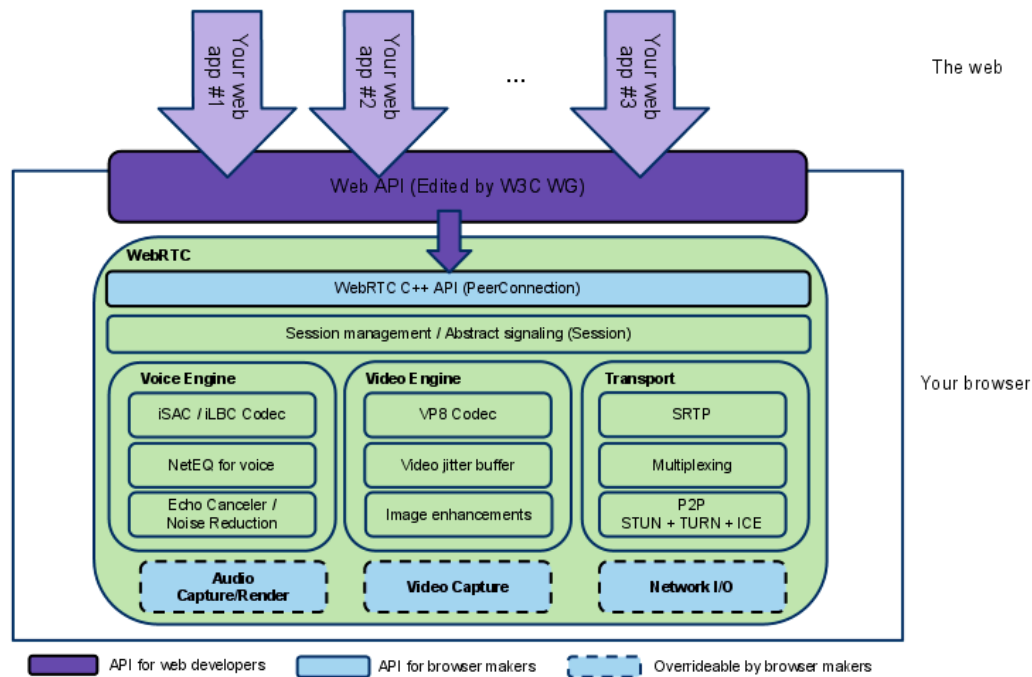 Your web
app #1
Your web
app #2
...
Your web
app #3
The web
Web API (Edited by W3C WG)
WebRTC
WebRTC C++ API (PeerConnection)
Session management / Abstract signaling (Session)
Your browser
Voice Engine
iSAC / iLBC Codec
NetEQ for voice
Echo Canceler /
Noise Reduction
Video Engine
VP8 Codec
Video jitter buffer
Image enhancements
Transport
SRTP
Multiplexing
P2P
STUN + TURN + ICE
Audio
Capture/Render
Video Capture
Network I/O
API for web developers
API for browser makers
Overrideable by browser makers